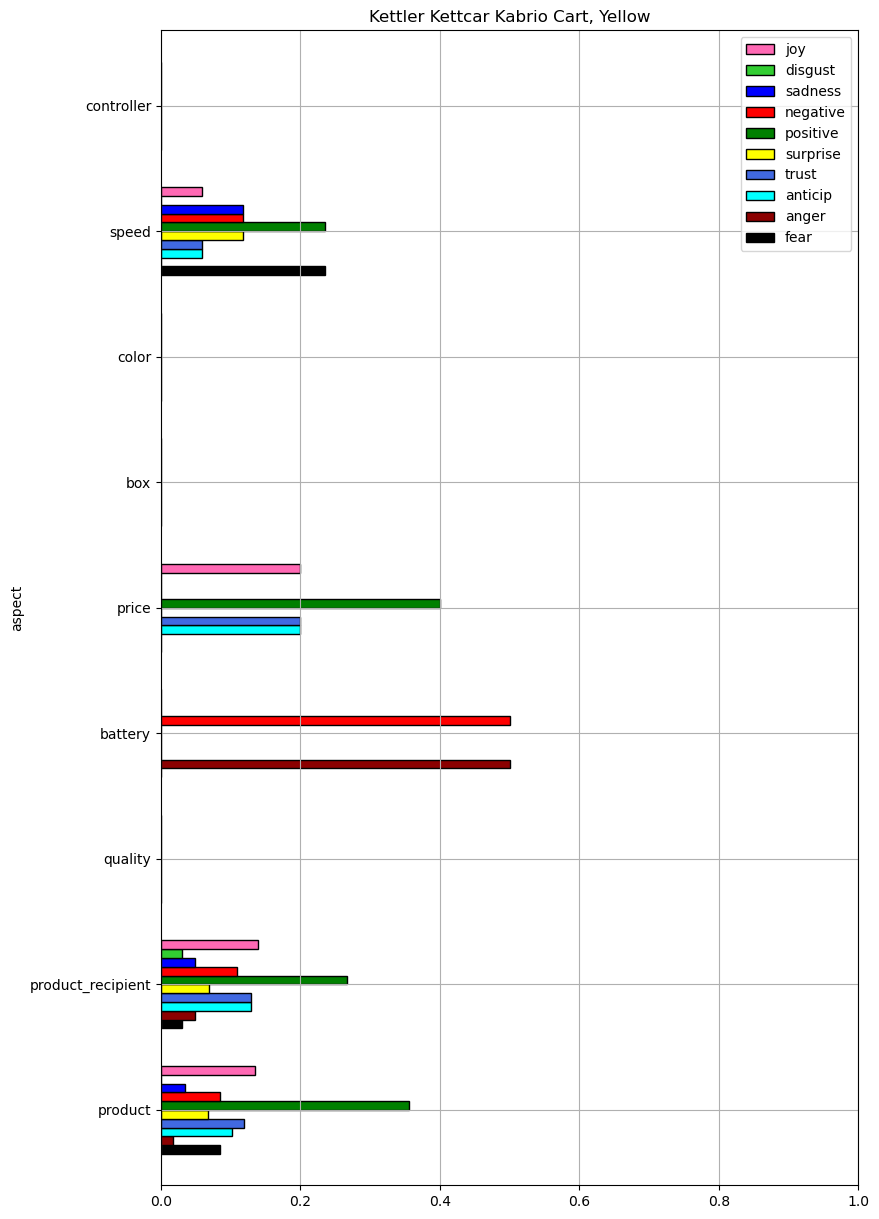 Kettler Kettcar Kabrio Cart, Yellow
joy
disgust
sadness
negative
positive
surprise
trust
anticip
anger
fear
controller
speed
color
box
price
battery
quality
product_recipient
product
aspect
0.0 0.2 0.4 0.6 0.8 1.0